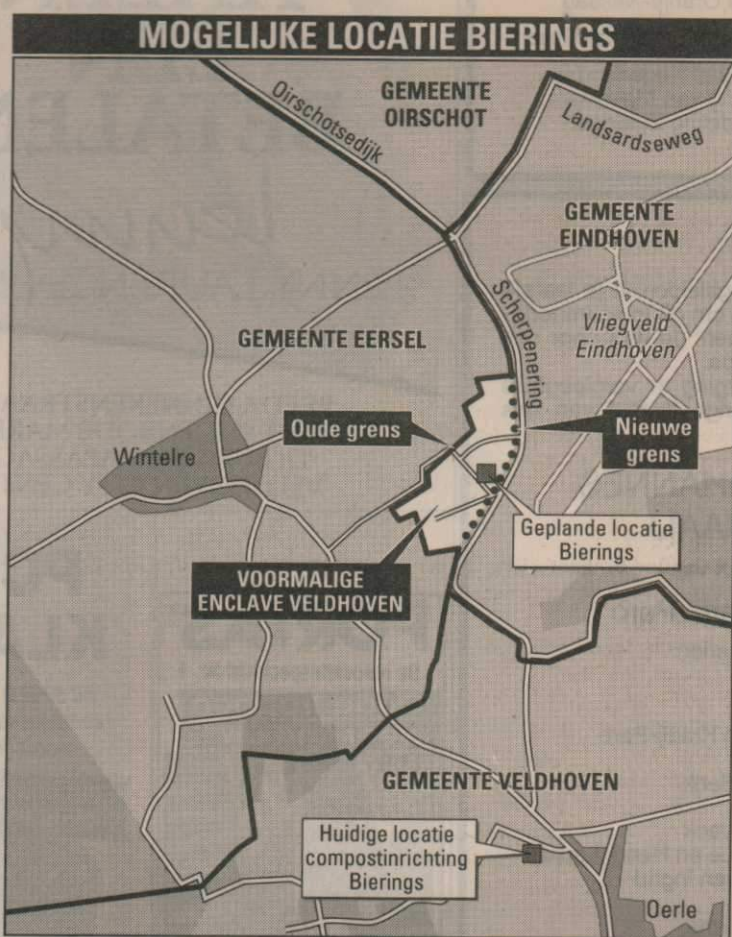 MOGELIJKE LOCATIE BIERINGS
Oirschotsedijk
GEMEENTE
OIRSCHOT
Landsardseweg
GEMEENTE
EINDHOVEN
Scherpenering
Vliegveld
Eindhoven
GEMEENTE EERSEL
Oude grens
Nieuwe
grens
Wintelre
Geplande locatie
Bierings
VOORMALIGE
ENCLAVE VELDHOVEN
GEMEENTE VELDHOVEN
Huidige locatie
compostinrichting
Bierings
Oerle